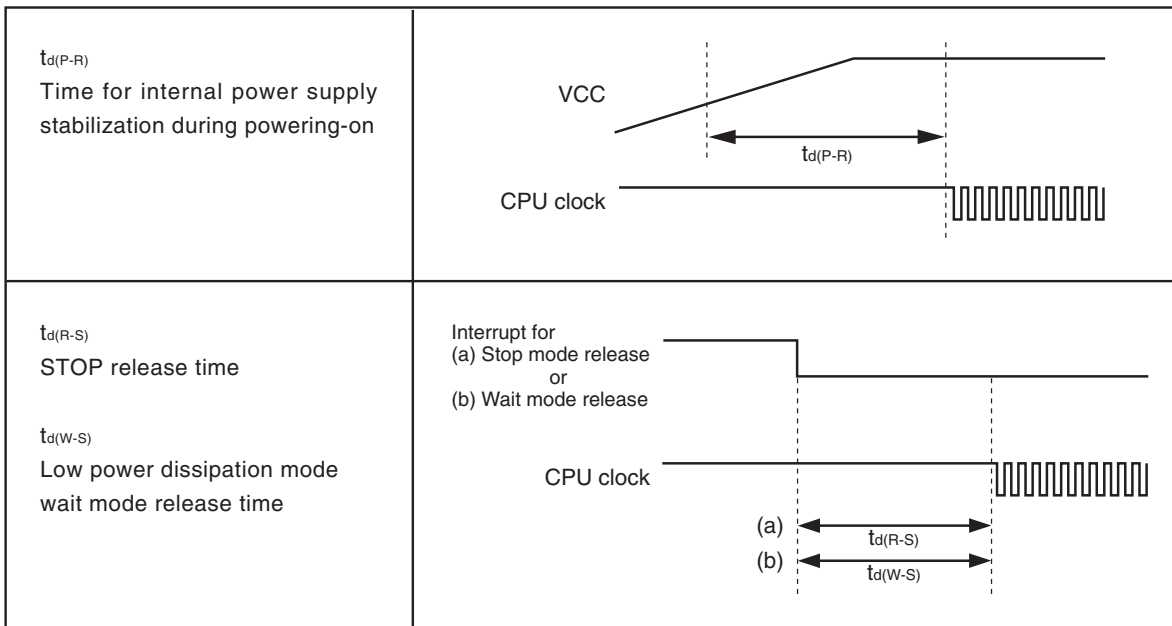 td(P-R)
Time for internal power supply
stabilization during powering-on
VCC
td(P-R)
CPU clock
td(R-S)
STOP release time
td(W-S)
Low power dissipation mode
wait mode release time
Interrupt for
(a) Stop mode release
or
(b) Wait mode release
CPU clock
(a)
td(R-S)
(b)
td(W-S)